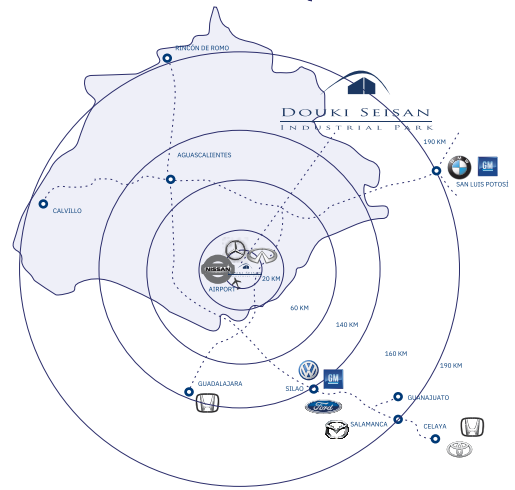 RINCÓN DE ROMO
DOUKI SEISAN
INDUSTRIAL PARK
190 KM
AGUASCALIENTES
GM
SAN LUIS POTOSÍ
CALVILLO
NISSAN
AIRPORT
20 KM
60 KM
140 KM
160 KM
190 KM
GUADALAJARA
SILAO
GM
Ford
GUANAJUATO
SALAMANCA
CELAYA